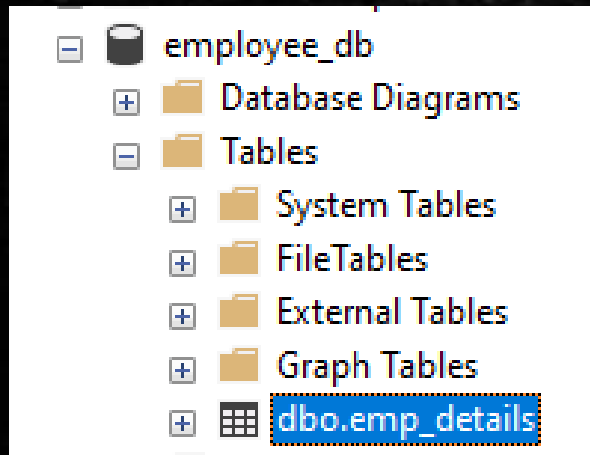 employee_db
Database Diagrams
Tables
System Tables
FileTables
External Tables
Graph Tables
dbo.emp_details